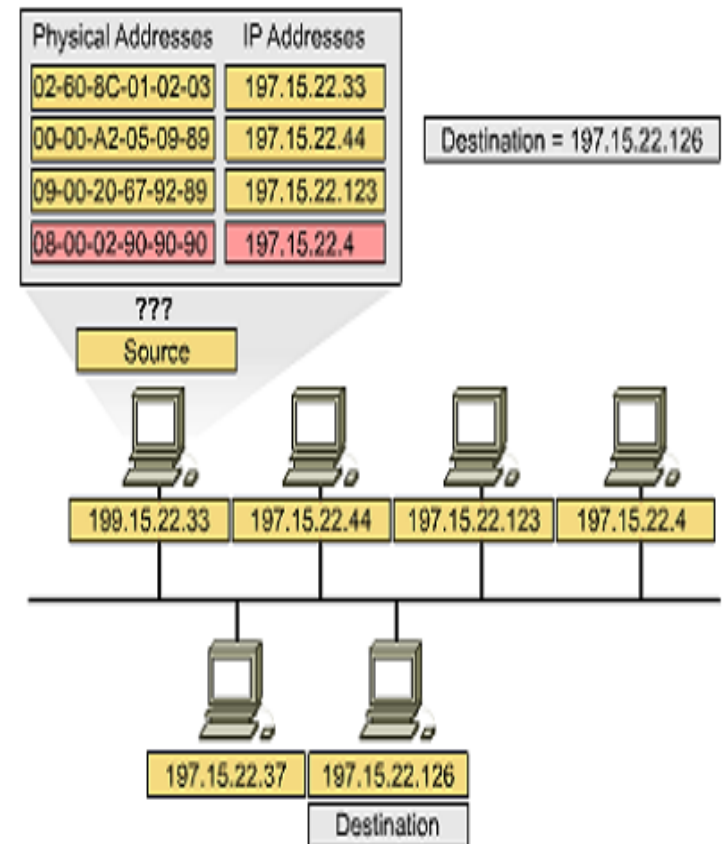 Physical Addresses IP Addresses
02-60-8C-01-02-03 197.15.22.33
00-00-A2-05-09-89 197.15.22.44
09-00-20-67-92-89 197.15.22.123
08-00-02-90-90-90 197.15.22.4
Destination = 197.15.22.126
???
Source
199.15.22.33 197.15.22.44 197.15.22.123 197.15.22.4
197.15.22.37 197.15.22.126
Destination